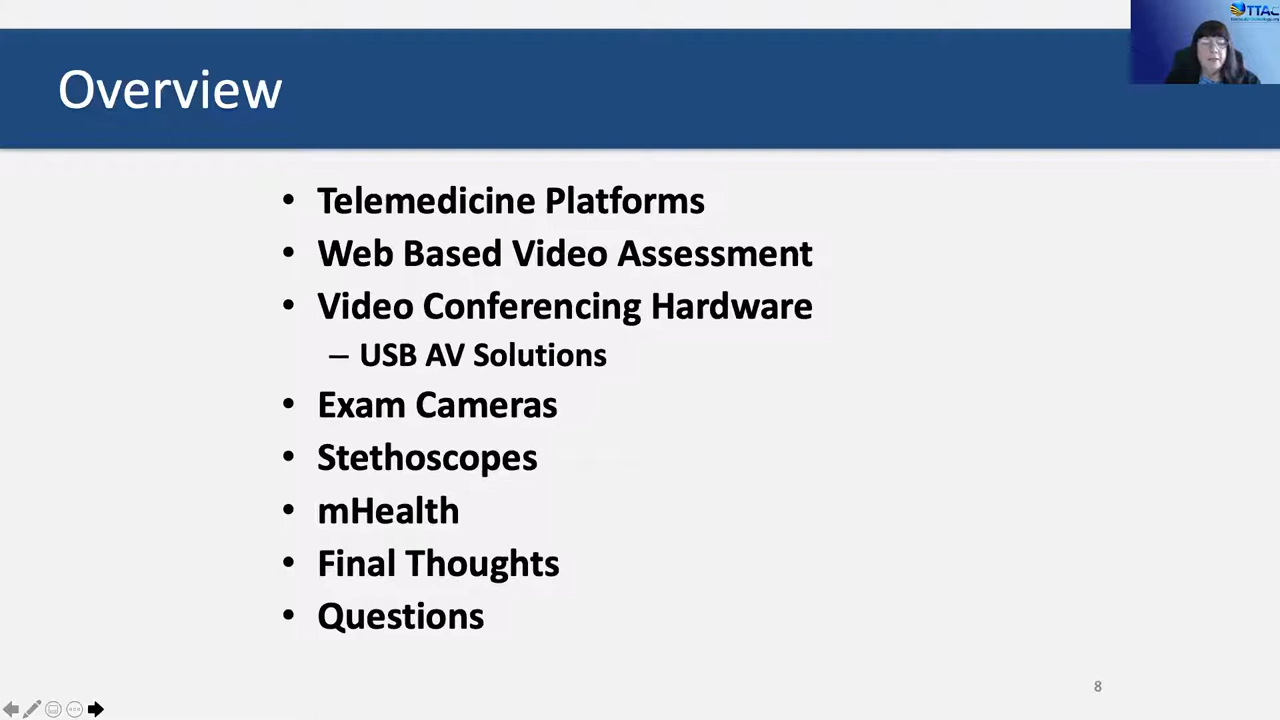 TTAC
Overview
• Telemedicine Platforms
• Web Based Video Assessment
• Video Conferencing Hardware
– USB AV Solutions
• Exam Cameras
• Stethoscopes
• mHealth
• Final Thoughts
• Questions
8